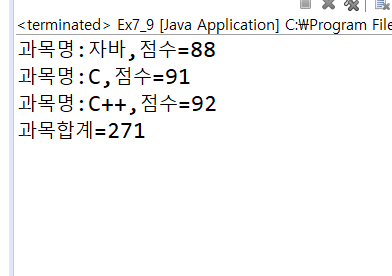 <terminated> Ex7_9 [Java Application] C:₩Program File
과목명:자바,점수=88
과목명:C,점수=91
과목명:C++,점수=92
과목합계=271